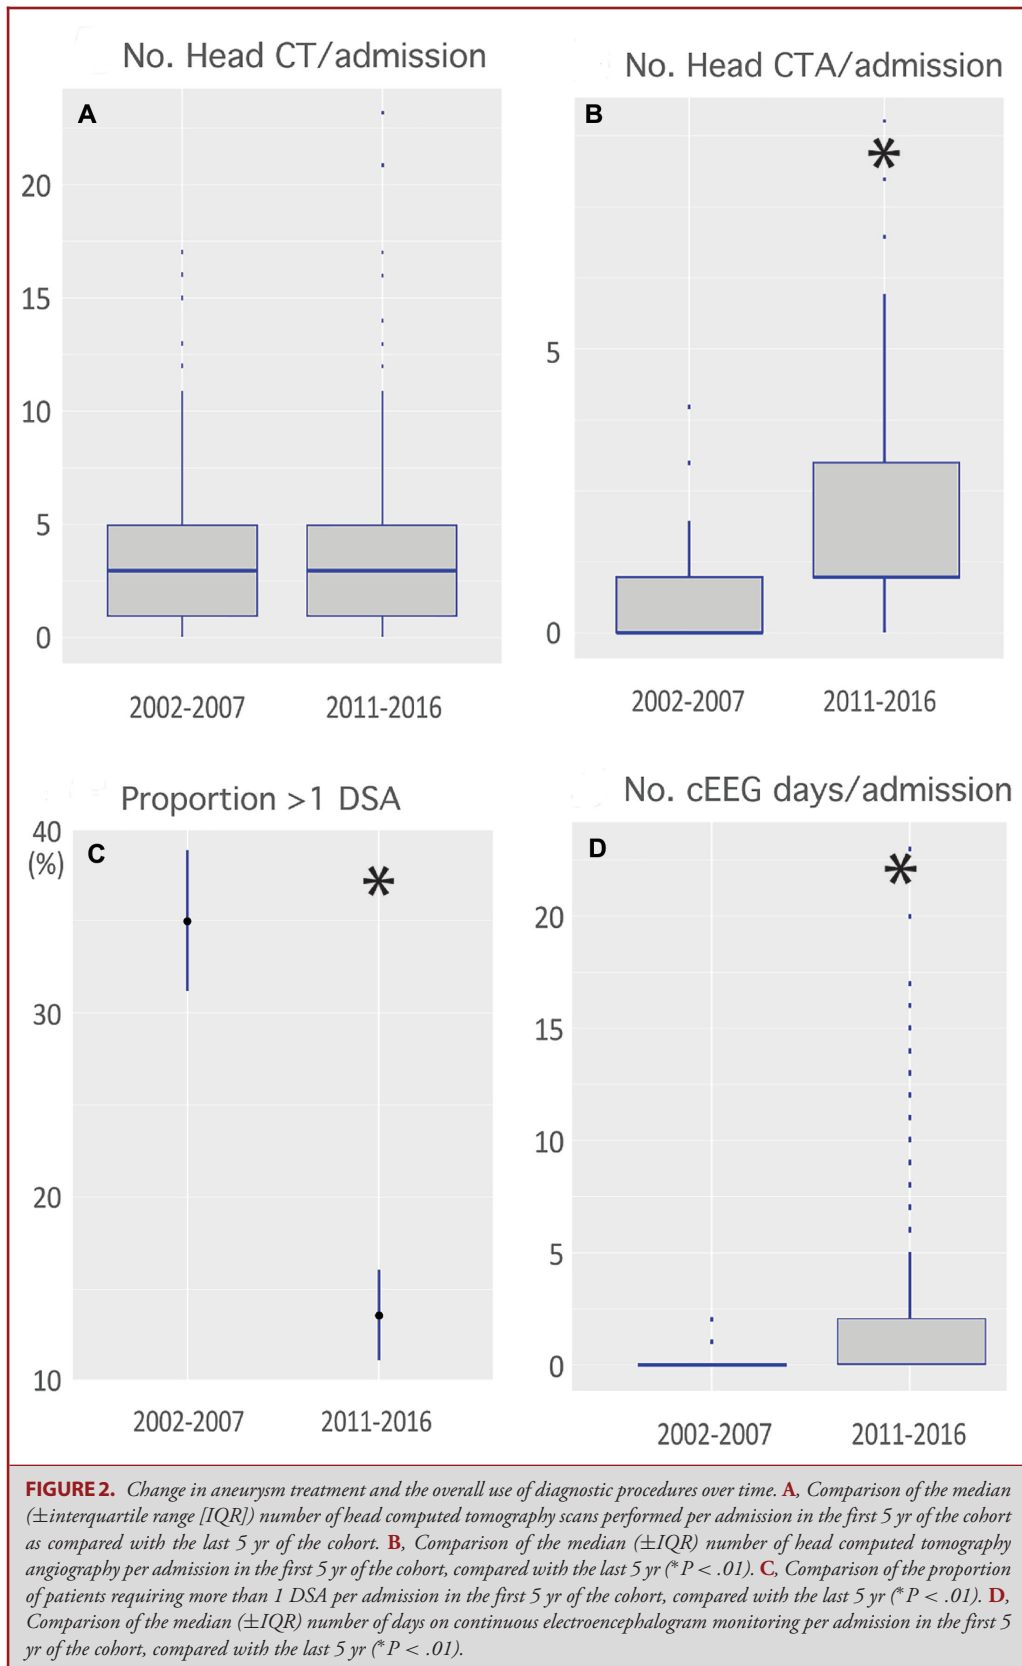 No. Head CT/admission
A
20
15
10
5
0
2002-2007 2011-2016
No. Head CTA/admission
B
*
5
0
2002-2007 2011-2016
Proportion >1 DSA
40
(%)
C
*
30
20
10
2002-2007 2011-2016
No. cEEG days/admission
D
*
20
15
10
5
0
2002-2007 2011-2016
FIGURE 2. Change in aneurysm treatment and the overall use of diagnostic procedures over time. A, Comparison of the median
(±interquartile range [IQR]) number of head computed tomography scans performed per admission in the first 5 yr of the cohort
as compared with the last 5 yr of the cohort. B, Comparison of the median (±IQR) number of head computed tomography
angiography per admission in the first 5 yr of the cohort, compared with the last 5 yr (*P < .01). C, Comparison of the proportion
of patients requiring more than 1 DSA per admission in the first 5 yr of the cohort, compared with the last 5 yr (*P < .01). D,
Comparison of the median (±IQR) number of days on continuous electroencephalogram monitoring per admission in the first 5
yr of the cohort, compared with the last 5 yr (*P < .01).